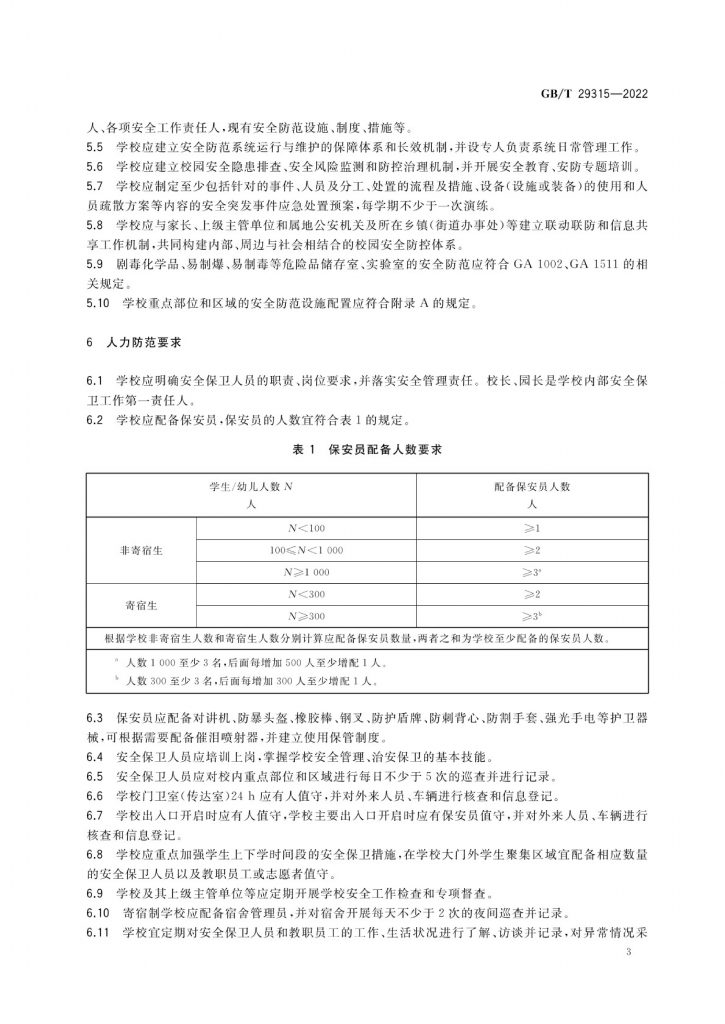 GB/T 29315—2022
人、各项安全工作责任人,现有安全防范设施、制度、措施等。
5.5 学校应建立安全防范系统运行与维护的保障体系和长效机制,并设专人负责系统日常管理工作。
5.6 学校应建立校园安全隐患排查、安全风险监测和防控治理机制,并开展安全教育、安防专题培训。
5.7 学校应制定至少包括针对的事件、人员及分工、处置的流程及措施、设备(设施或装备)的使用和人
员疏散方案等内容的安全突发事件应急处置预案,每学期不少于一次演练。
5.8 学校应与家长、上级主管单位和属地公安机关及所在乡镇(街道办事处)等建立联动联防和信息共
享工作机制,共同构建内部、周边与社会相结合的校园安全防控体系。
5.9 剧毒化学品、易制爆、易制毒等危险品储存室、实验室的安全防范应符合 GA 1002、GA 1511 的相
关规定。
5.10 学校重点部位和区域的安全防范设施配置应符合附录 A 的规定。
6 人力防范要求
6.1 学校应明确安全保卫人员的职责、岗位要求,并落实安全管理责任。校长、园长是学校内部安全保
卫工作第一责任人。
6.2 学校应配备保安员,保安员的人数宜符合表 1 的规定。
表 1 保安员配备人数要求
学生/幼儿人数 N
人
配备保安员人数
人
非寄宿生
N<100
≥1
100≤N<1 000
≥2
N≥1 000
≥3a
寄宿生
N<300
≥2
N≥300
≥3b
根据学校非寄宿生人数和寄宿生人数分别计算应配备保安员数量,两者之和为学校至少配备的保安员人数。
a 人数 1 000 至少 3 名,后面每增加 500 人至少增配 1 人。
b 人数 300 至少 3 名,后面每增加 300 人至少增配 1 人。
6.3 保安员应配备对讲机、防暴头盔、橡胶棒、钢叉、防护盾牌、防刺背心、防割手套、强光手电等护卫器
械,可根据需要配备催泪喷射器,并建立使用保管制度。
6.4 安全保卫人员应培训上岗,掌握学校安全管理、治安保卫的基本技能。
6.5 安全保卫人员应对校内重点部位和区域进行每日不少于 5 次的巡查并进行记录。
6.6 学校门卫室(传达室)24 h 应有人值守,并对外来人员、车辆进行核查和信息登记。
6.7 学校出入口开启时应有人值守,学校主要出入口开启时应有保安员值守,并对外来人员、车辆进行
核查和信息登记。
6.8 学校应重点加强学生上下学时间段的安全保卫措施,在学校大门外学生聚集区域宜配备相应数量
的安全保卫人员以及教职员工或志愿者值守。
6.9 学校及其上级主管单位等应定期开展学校安全工作检查和专项督查。
6.10 寄宿制学校应配备宿舍管理员,并对宿舍开展每天不少于 2 次的夜间巡查并记录。
6.11 学校宜定期对安全保卫人员和教职员工的工作、生活状况进行了解、访谈并记录,对异常情况采
3